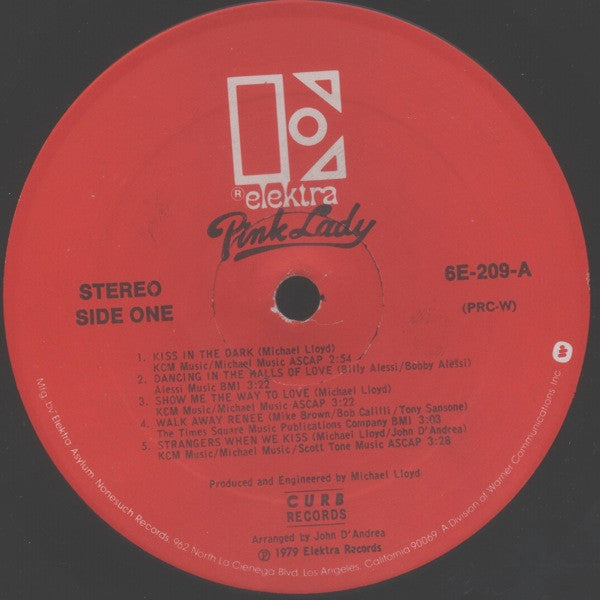 ® elektra
Pink Lady
STEREO
SIDE ONE
6E-209-A
(PRC-W)
1. KISS IN THE DARK (Michael Lloyd)
KCM Music/Michael Music ASCAP 2:54
2. DANCING IN THE HALLS OF LOVE (Billy Alessi/Bobby Alessi)
Alessi Music BMI 3:22
3. SHOW ME THE WAY TO LOVE (Michael Lloyd)
KCM Music/Michael Music ASCAP 3:22
4. WALK AWAY RENEE (Mike Brown/Bob Calilli/Tony Sansone)
The Times Square Music Publications Company BMI 3:03
5. STRANGERS WHEN WE KISS (Michael Lloyd/John D'Andrea)
KCM Music/Michael Music/Scott Tone Music ASCAP 3:28
Produced and Engineered by Michael Lloyd
CURB
RECORDS
Arranged by John D'Andrea
℗ 1979 Elektra Records
Mfg. by Elektra Asylum Nonesuch Records, 962 North La Cienega Blvd. Los Angeles, California 90069. A Division of Warner Communications Inc.